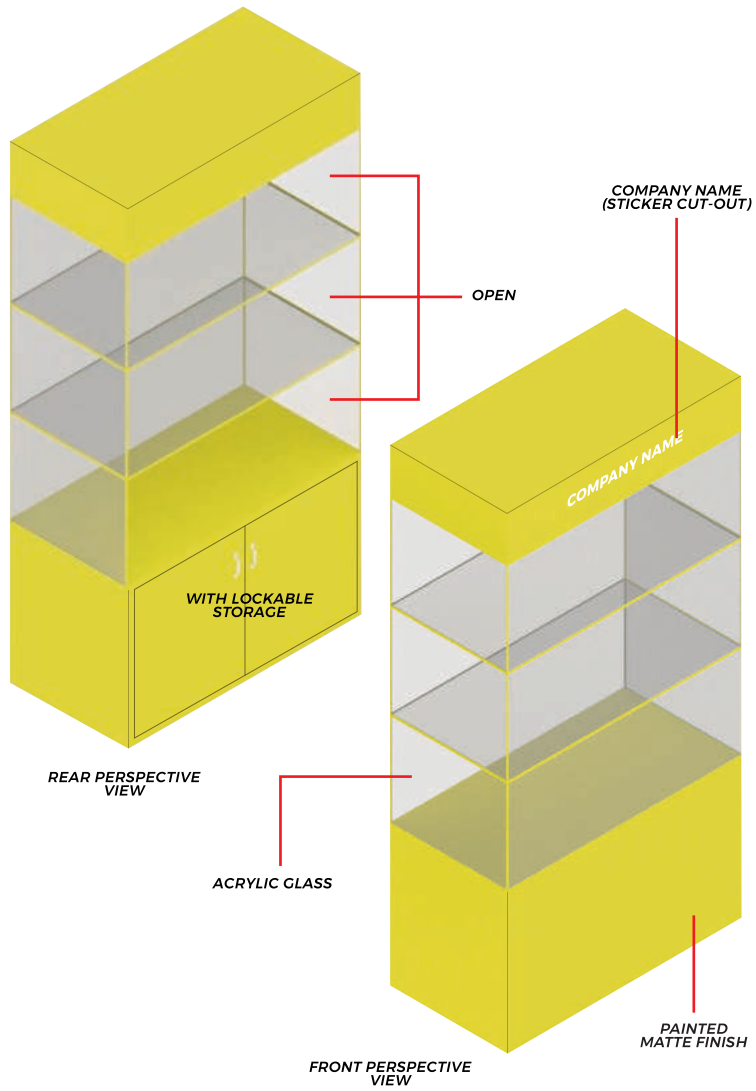 COMPANY NAME
(STICKER CUT-OUT)
OPEN
COMPANY NAME
WITH LOCKABLE
STORAGE
REAR PERSPECTIVE
VIEW
ACRYLIC GLASS
PAINTED
MATTE FINISH
FRONT PERSPECTIVE
VIEW